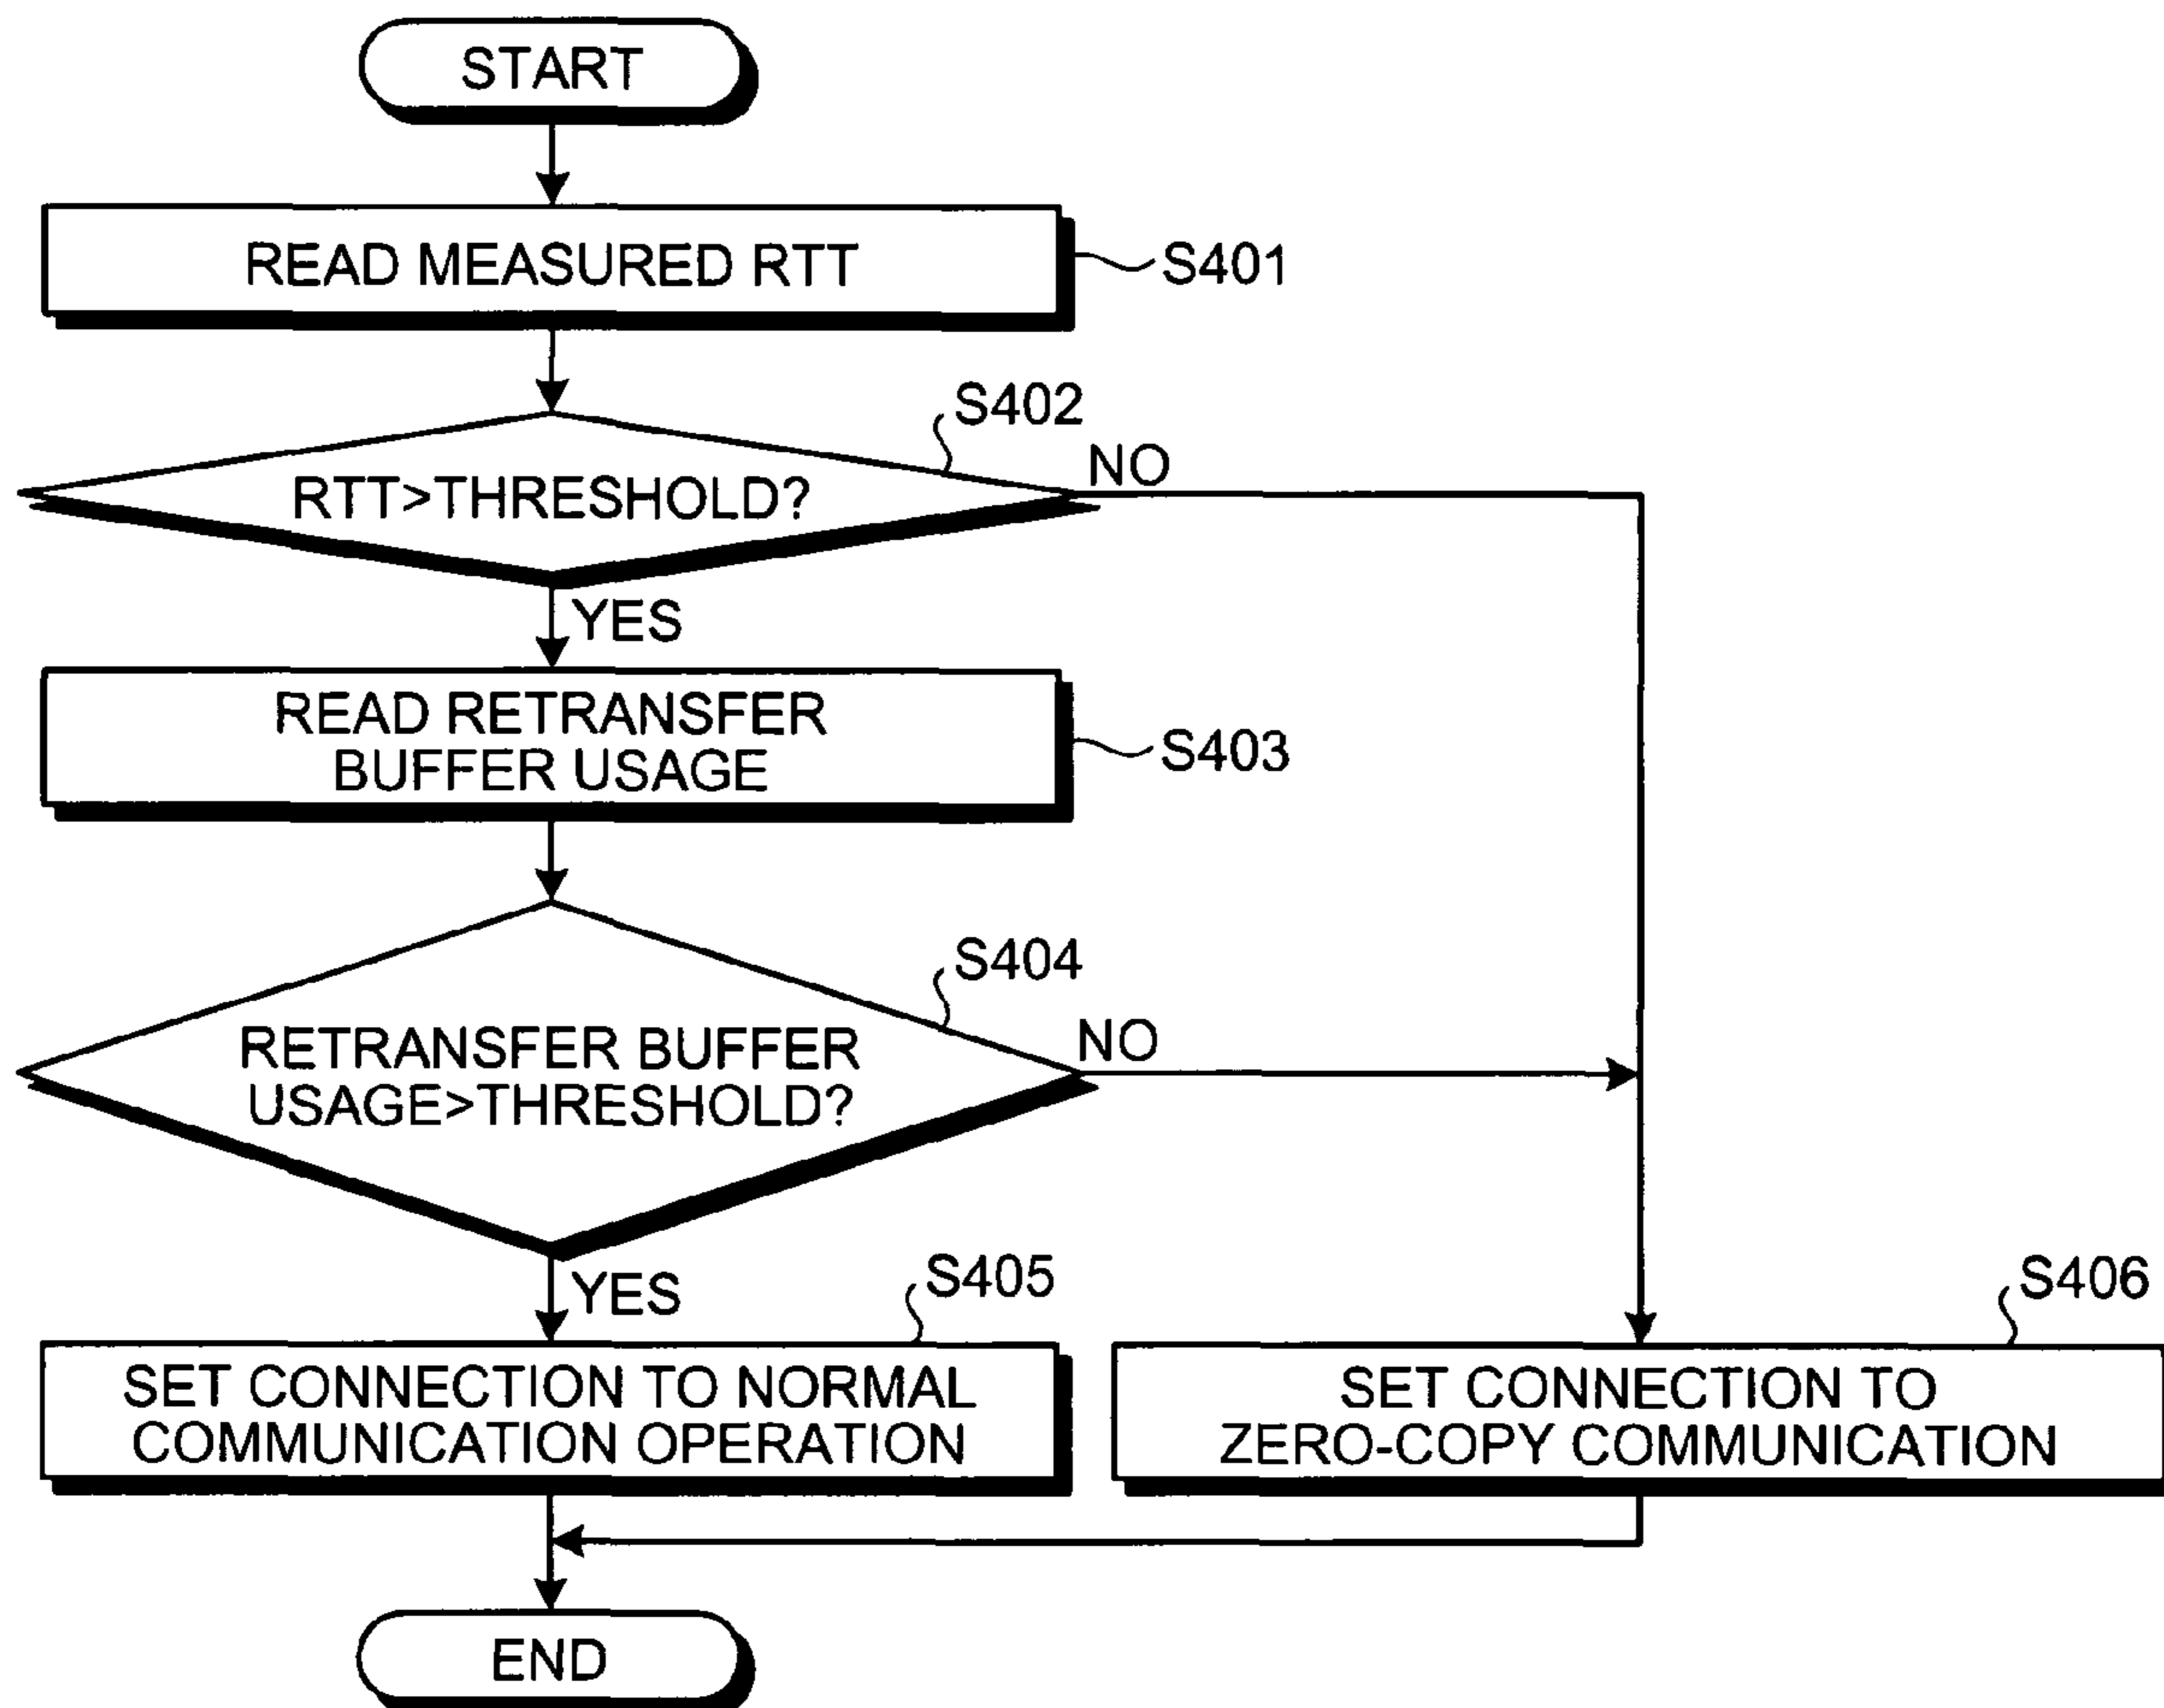 START
READ MEASURED RTT
S401
S402
RTT>THRESHOLD?
NO
YES
READ RETRANSFER
BUFFER USAGE
S403
S404
RETRANSFER BUFFER
USAGE>THRESHOLD?
NO
YES
S405
SET CONNECTION TO NORMAL
COMMUNICATION OPERATION
S406
SET CONNECTION TO
ZERO-COPY COMMUNICATION
END